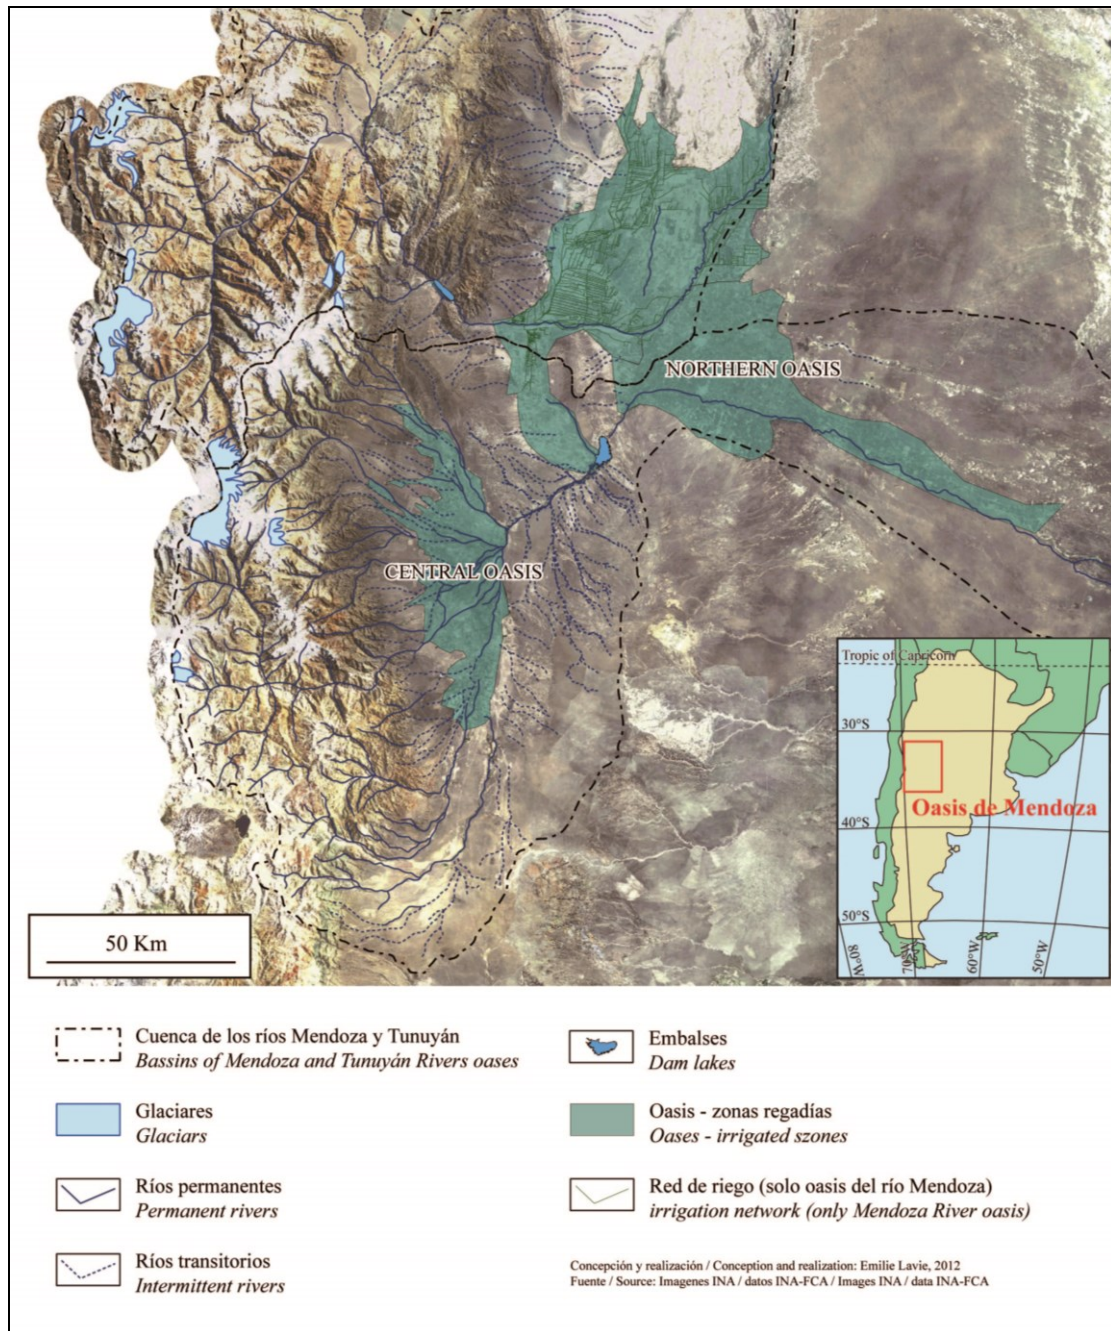 NORTHERN OASIS
CENTRAL OASIS
Tropic of Capricorn
30°S
Oasis de Mendoza
40°S
50°S
80°W
70°W
60°W
50°W
50 Km
Cuenca de los ríos Mendoza y Tunuyán
Bassins of Mendoza and Tunuyán Rivers oases
Glaciares
Glaciars
Ríos permanentes
Permanent rivers
Ríos transitorios
Intermittent rivers
Embalses
Dam lakes
Oasis - zonas regadías
Oases - irrigated szones
Red de riego (solo oasis del río Mendoza)
irrigation network (only Mendoza River oasis)
Concepción y realización / Conception and realization: Emilie Lavie, 2012
Fuente / Source: Imagenes INA / datos INA-FCA / Images INA / data INA-FCA